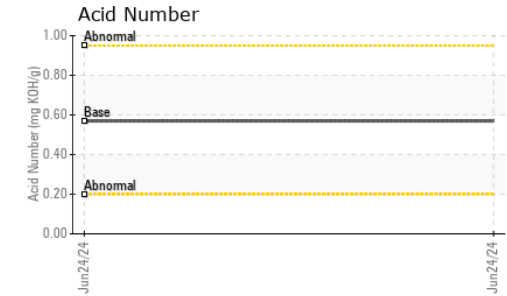 Acid Number
Acid Number (mg KOH/g)
1.00
0.80
0.60
0.40
0.20
0.00
Abnormal
Base
Abnormal
Jun24/24
Jun24/24